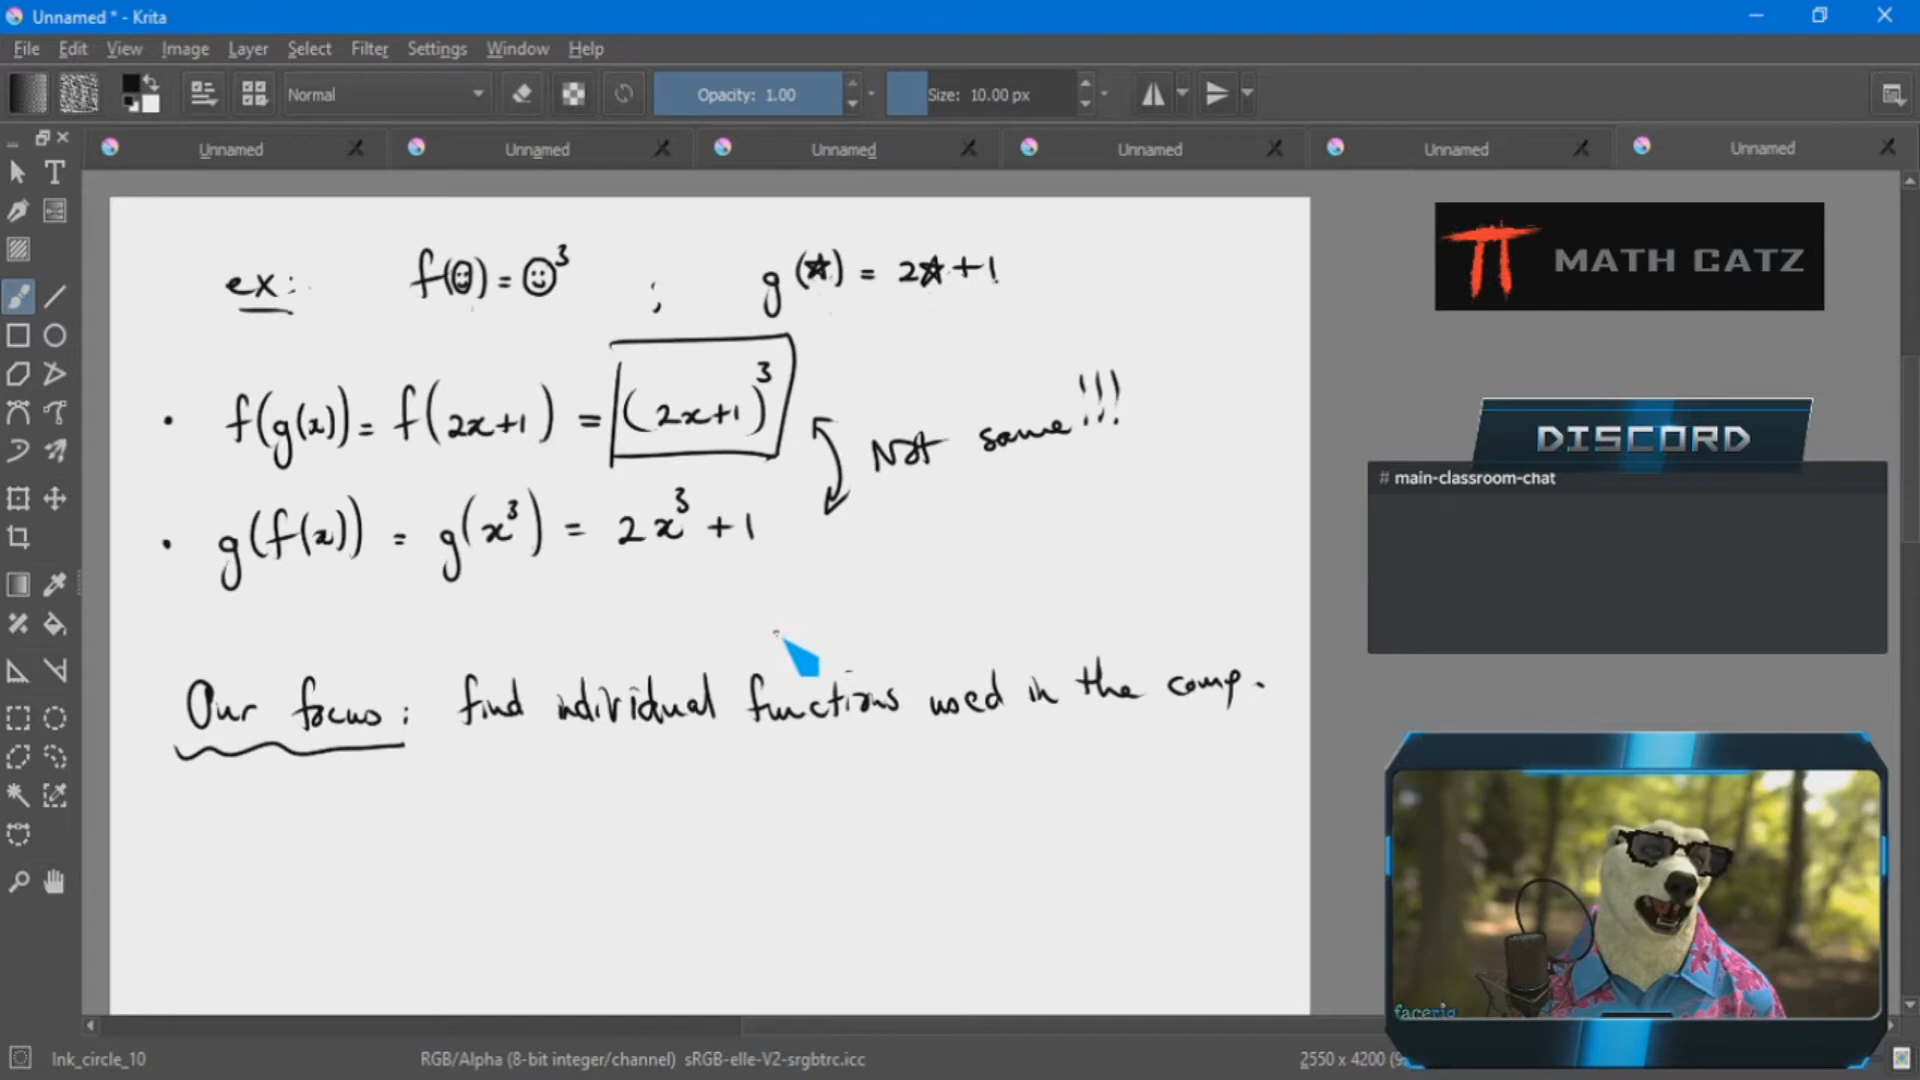 Unnamed * - Krita
File Edit View Image Layer Select Filter Settings Window Help
Normal Opacity: 1.00 Size: 10.00 px
Unnamed Unnamed Unnamed Unnamed Unnamed Unnamed
ex: f(☺) = ☺³ ; g(☆) = 2☆+1
• f(g(x)) = f(2x+1) = (2x+1)³
Not same!!!
• g(f(x)) = g(x³) = 2x³ + 1
Our focus: find individual functions used in the comp.
MATH CATZ
DISCORD
# main-classroom-chat
facerig
Ink_circle_10 RGB/Alpha (8-bit integer/channel) sRGB-elle-V2-srgbtrc.icc 2550 x 4200